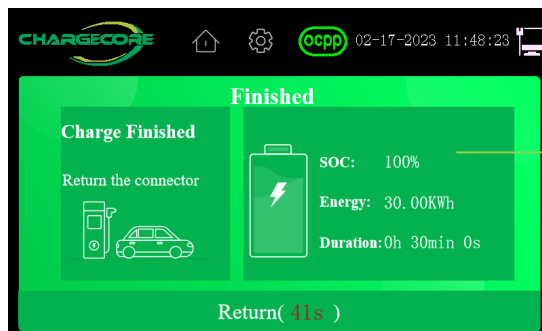 CHARGECORE
ocpp 02-17-2023 11:48:23
Finished
Charge Finished
Return the connector
SOC: 100%
Energy: 30.00KWh
Duration:0h 30min 0s
Return( 41s )